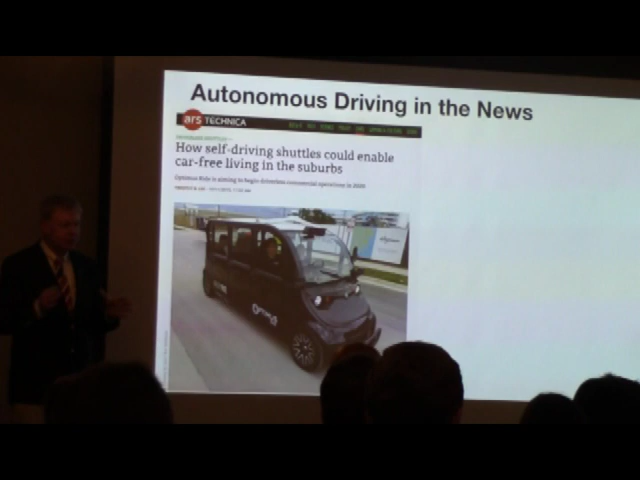 Autonomous Driving in the News
ars TECHNICA
How self-driving shuttles could enable
car-free living in the suburbs
Optimus Ride is aiming to begin driverless commercial operations in 2020.